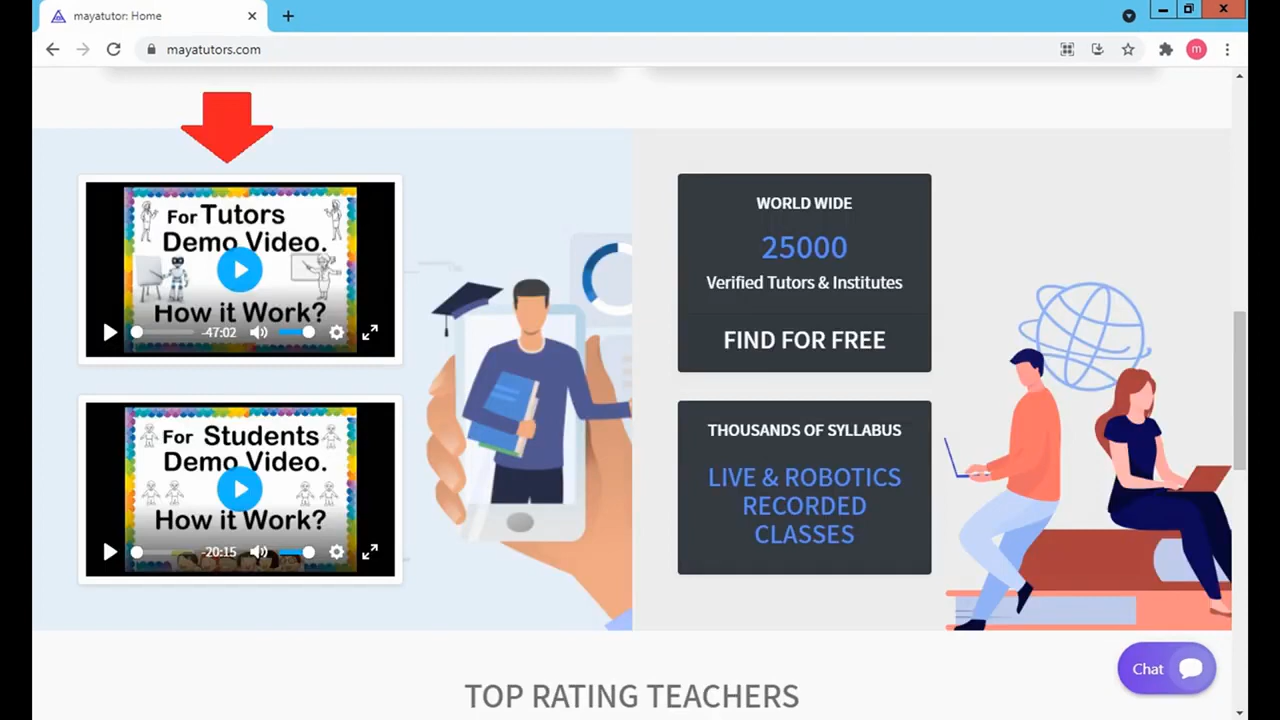 mayatutor: Home
mayatutors.com
m
For Tutors
Demo Video.
How it Work?
-47:02
For Students
Demo Video.
How it Work?
-20:15
WORLD WIDE
25000
Verified Tutors & Institutes
FIND FOR FREE
THOUSANDS OF SYLLABUS
LIVE & ROBOTICS
RECORDED
CLASSES
Chat
TOP RATING TEACHERS